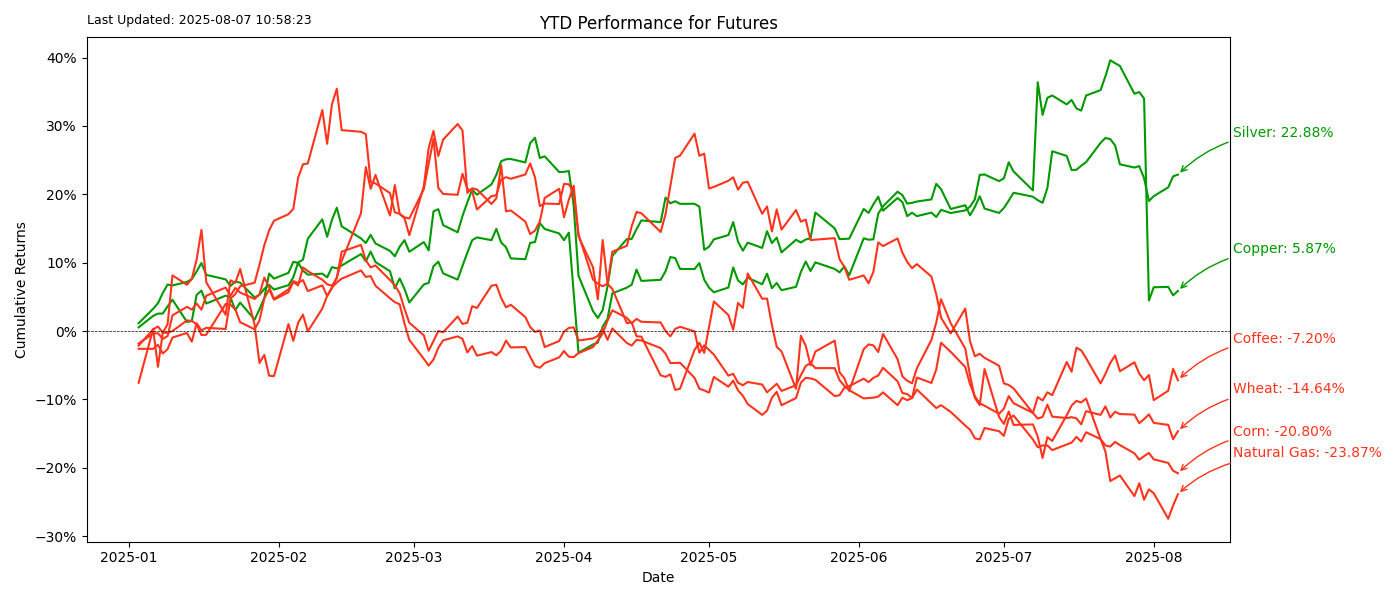 Last Updated: 2025-08-07 10:58:23
YTD Performance for Futures
Cumulative Returns
40%
30%
20%
10%
0%
−10%
−20%
−30%
Silver: 22.88%
Copper: 5.87%
Coffee: -7.20%
Wheat: -14.64%
Corn: -20.80%
Natural Gas: -23.87%
2025-01 2025-02 2025-03 2025-04 2025-05 2025-06 2025-07 2025-08
Date